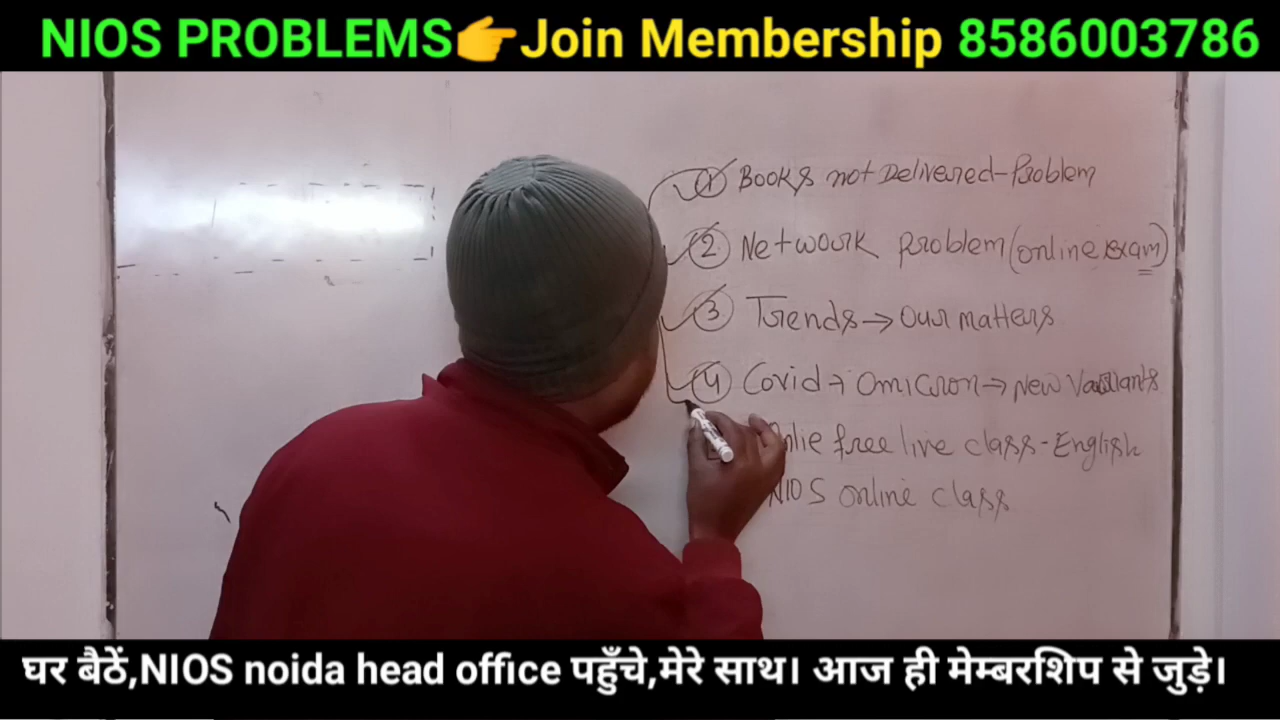 NIOS PROBLEMS👉Join Membership 8586003786
1 Books not Delivered-Problem
2 Network problem (online exam)
3 Trends→Our matters
4 Covid→Omicron→New Variants
free live class-English
NIOS online class
घर बैठें,NIOS noida head office पहुँचे,मेरे साथ। आज ही मेम्बरशिप से जुड़े।